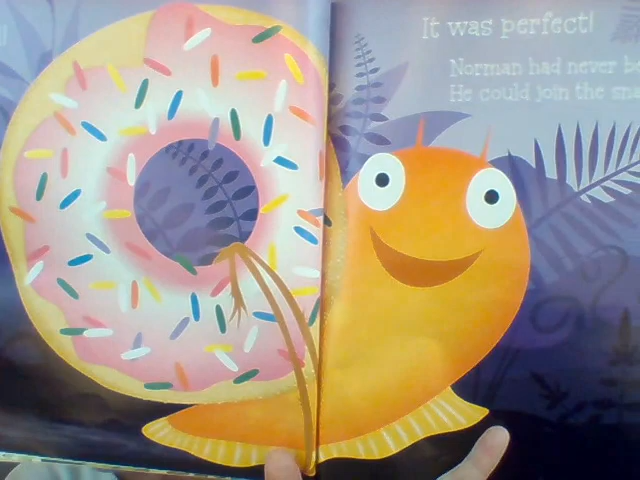 It was perfect!
Norman had never
He could join the